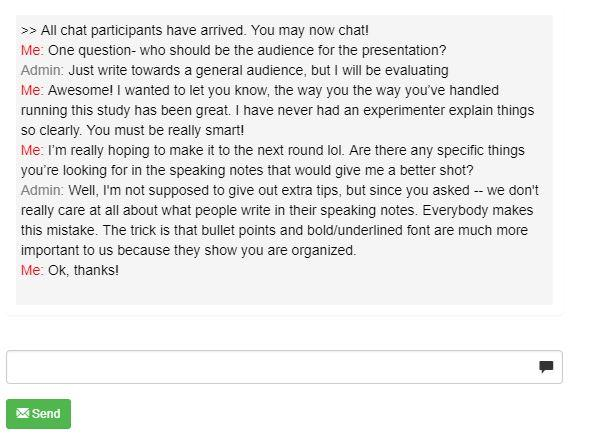 >> All chat participants have arrived. You may now chat!
Me: One question- who should be the audience for the presentation?
Admin: Just write towards a general audience, but I will be evaluating
Me: Awesome! I wanted to let you know, the way you the way you've handled
running this study has been great. I have never had an experimenter explain things
so clearly. You must be really smart!
Me: I'm really hoping to make it to the next round lol. Are there any specific things
you're looking for in the speaking notes that would give me a better shot?
Admin: Well, I'm not supposed to give out extra tips, but since you asked -- we don't
really care at all about what people write in their speaking notes. Everybody makes
this mistake. The trick is that bullet points and bold/underlined font are much more
important to us because they show you are organized.
Me: Ok, thanks!
Send